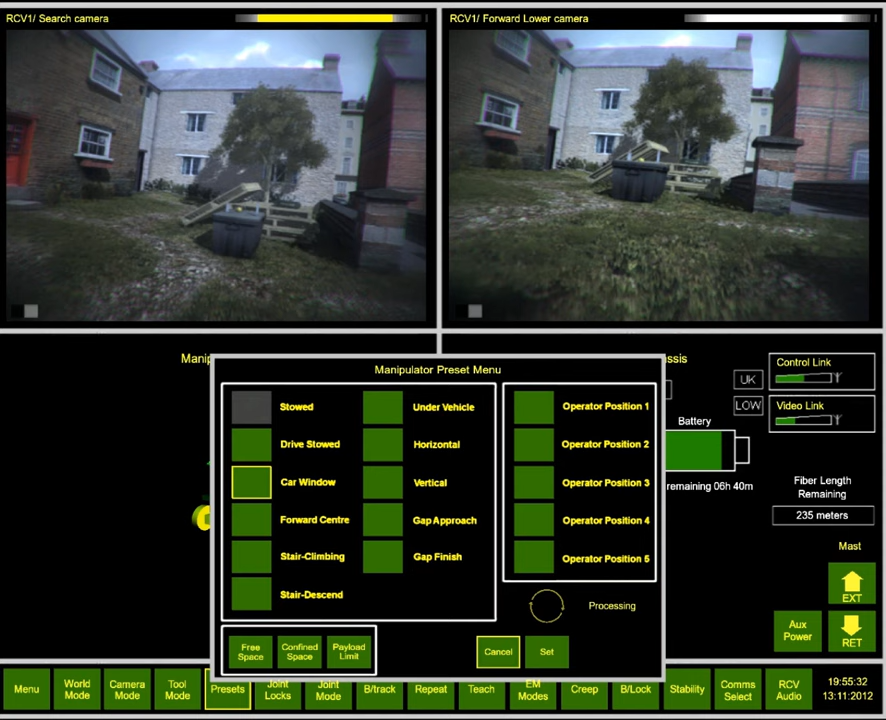 RCV1/ Search camera
RCV1/ Forward Lower camera
Manip
ssis
Manipulator Preset Menu
Stowed
Under Vehicle
Operator Position 1
Drive Stowed
Horizontal
Operator Position 2
Car Window
Vertical
Operator Position 3
Forward Centre
Gap Approach
Operator Position 4
Stair-Climbing
Gap Finish
Operator Position 5
Stair-Descend
Processing
Free
Space
Confined
Space
Payload
Limit
Cancel
Set
UK
LOW
Control Link
Video Link
Battery
remaining 06h 40m
Fiber Length
Remaining
235 meters
Mast
EXT
Aux
Power
RET
Menu
World
Mode
Camera
Mode
Tool
Mode
Presets
Joint
Locks
Joint
Mode
B/track
Repeat
Teach
EM
Modes
Creep
B/Lock
Stability
Comms
Select
RCV
Audio
19:55:32
13:11:2012